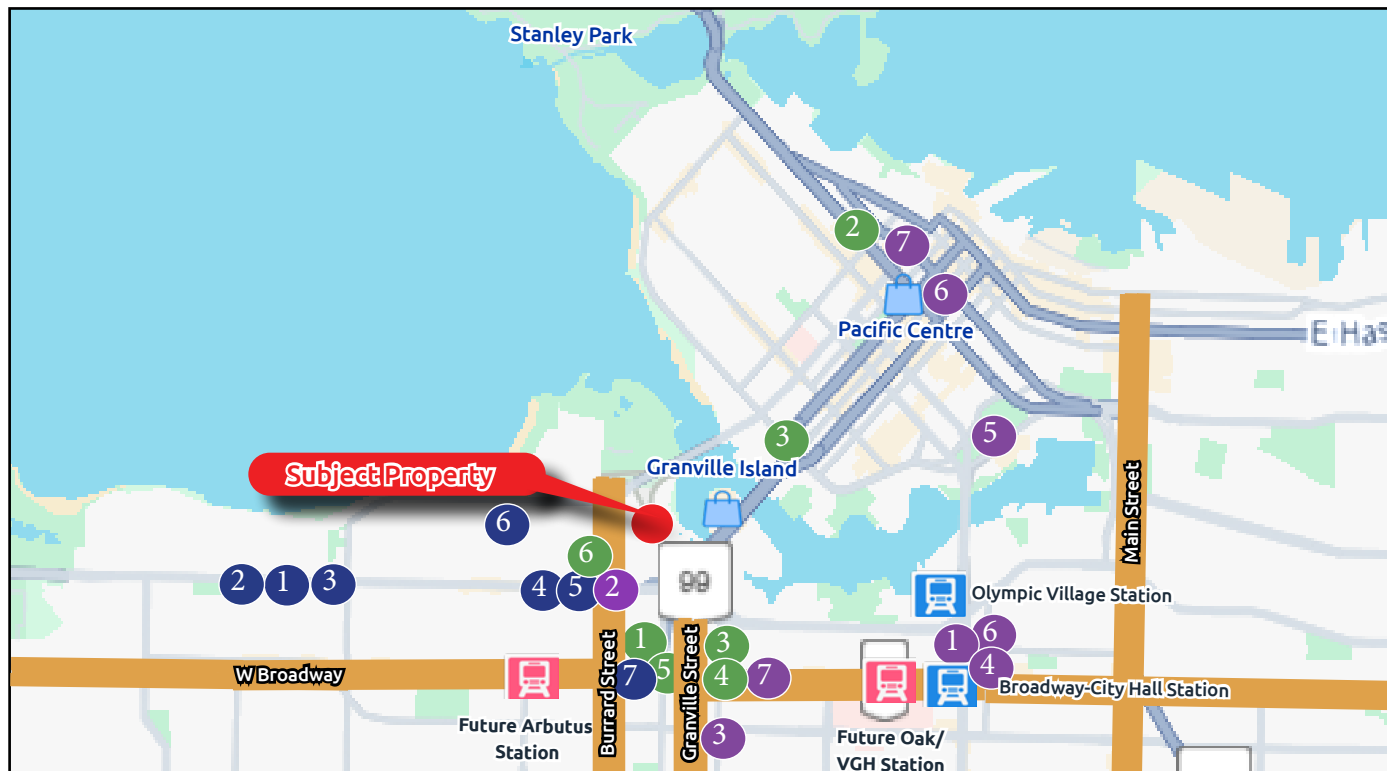 Stanley Park
2
7
6
Pacific Centre
E Has
3
5
Granville Island
Subject Property
6
Main Street
6
99
2
1
3
4
5
2
Olympic Village Station
1
3
1
6
W Broadway
Burrard Street
7
5
Granville Street
4
7
4
Broadway-City Hall Station
Future Arbutus
Station
3
Future Oak/
VGH Station